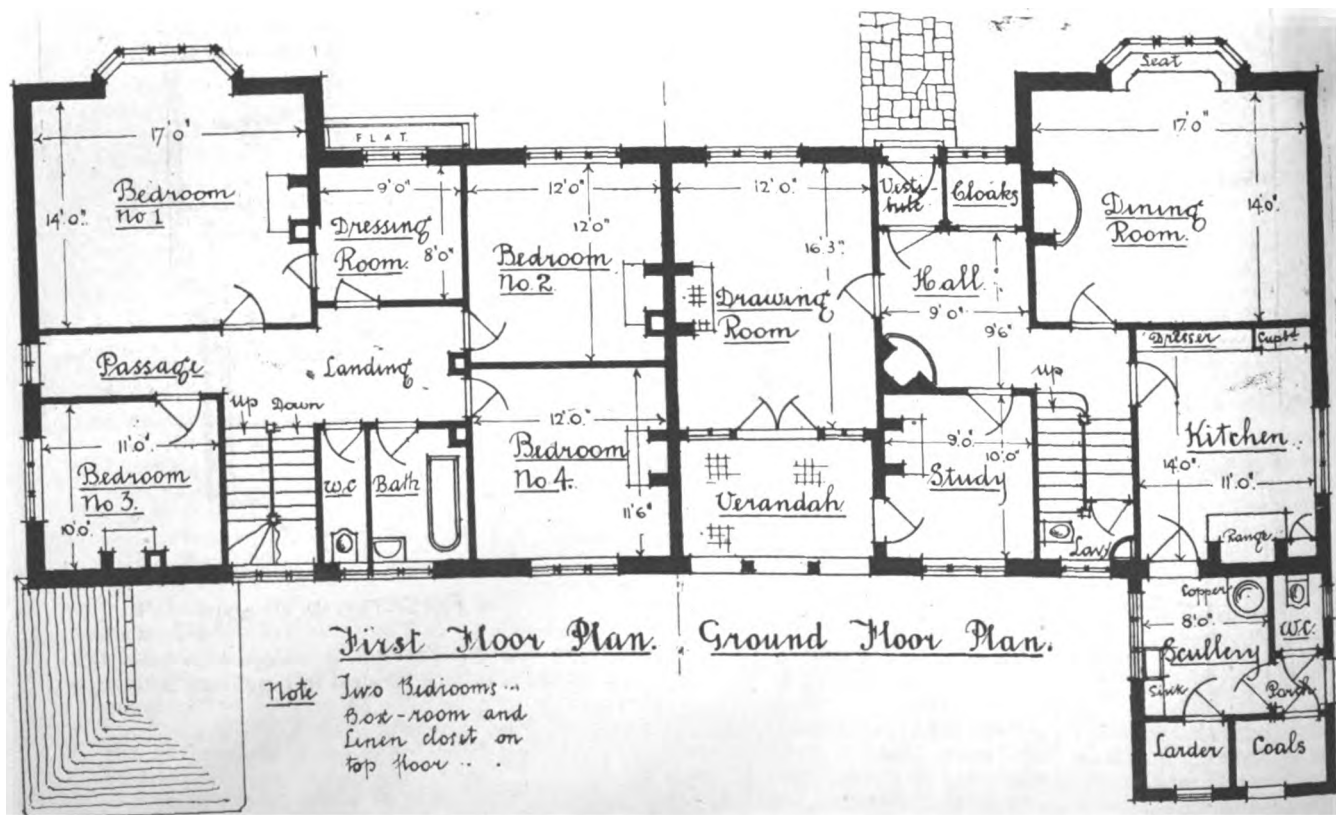 Seat
17'.0"
14'.0".
Bedroom
No 1
FLAT.
9'.0"
Dressing
Room.
8'.0"
12'.0"
12'.0"
Bedroom
No. 2.
12'.0"
16'.3"
Drawing
Room
Vesti
bule
Cloaks
Hall
9'0"
9'6"
17'.0"
14.0'.
Dining
Room.
Passage
Landing
up
Down
11'.0".
Bedroom
No 3.
10'.0".
W.C
Bath
12'.0."
Bedroom
No 4.
11'6"
Verandah
9'.0".
10'.0"
Study
up
Lavy
Dresser
Cupbt
Kitchen
14'.0"
11'.0".
Range
Copper
8'.0"
W.C.
Scullery
Sink
Porch
Larder
Coals
First Floor Plan.
Ground Floor Plan.
Note Two Bedrooms..
Box-room and
Linen closet on
top floor . .